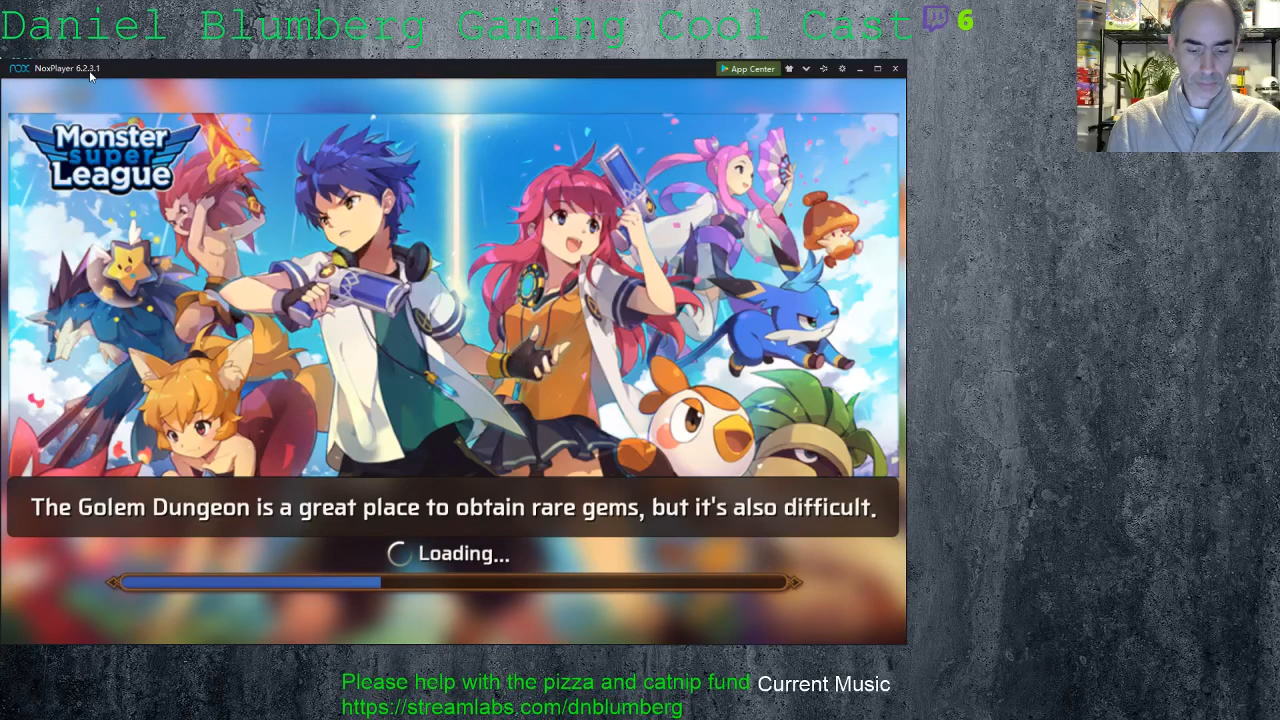 Daniel Blumberg Gaming Cool Cast 6
nox NoxPlayer 6.2.3.1
App Center
Monster
super
League
The Golem Dungeon is a great place to obtain rare gems, but it's also difficult.
Loading...
Please help with the pizza and catnip fund Current Music
https://streamlabs.com/dnblumberg